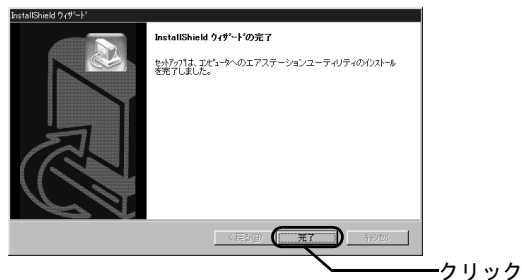 InstallShield ウィザード
InstallShield ウィザードの完了
セットアップは、コンピュータへのエアステーションユーティリティのインストール
を完了しました。
< 戻る(B)
完了
キャンセル
クリック